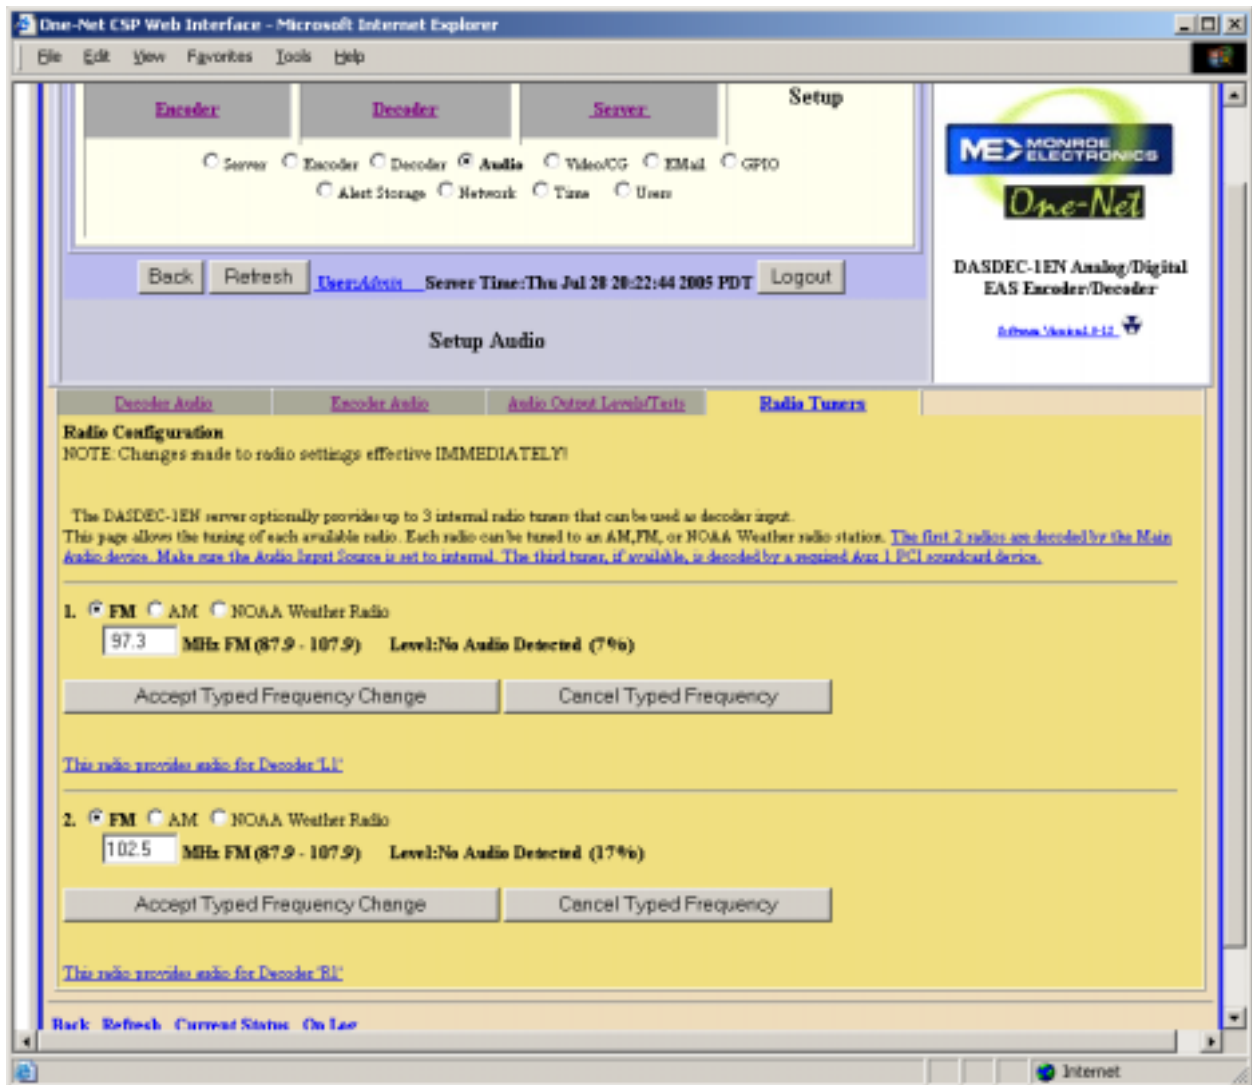 One-Net CSP Web Interface - Microsoft Internet Explorer
File Edit View Favorites Tools Help
Encoder Decoder Server Setup
Server Encoder Decoder Audio Video/CG EMail GPIO
Alert Storage Network Time Users
MONROE ELECTRONICS
One-Net
DASDEC-1EN Analog/Digital
EAS Encoder/Decoder
Software Version
Back Refresh User:Admin Server Time:Thu Jul 28 20:22:44 2005 PDT Logout
Setup Audio
Decoder Audio Encoder Audio Audio Output Levels/Tests Radio Tuners
Radio Configuration
NOTE: Changes made to radio settings effective IMMEDIATELY!
The DASDEC-1EN server optionally provides up to 3 internal radio tuners that can be used as decoder input.
This page allows the tuning of each available radio. Each radio can be tuned to an AM,FM, or NOAA Weather radio station. The first 2 radios are decoded by the Main
Audio device. Make sure the Audio Input Source is set to internal. The third tuner, if available, is decoded by a required Aux 1 PCI soundcard device.
1. FM AM NOAA Weather Radio
97.3 MHz FM (87.9 - 107.9) Level:No Audio Detected (7%)
Accept Typed Frequency Change Cancel Typed Frequency
This radio provides audio for Decoder 'L1'
2. FM AM NOAA Weather Radio
102.5 MHz FM (87.9 - 107.9) Level:No Audio Detected (17%)
Accept Typed Frequency Change Cancel Typed Frequency
This radio provides audio for Decoder 'R1'
Back Refresh Current Status Op Log
Internet